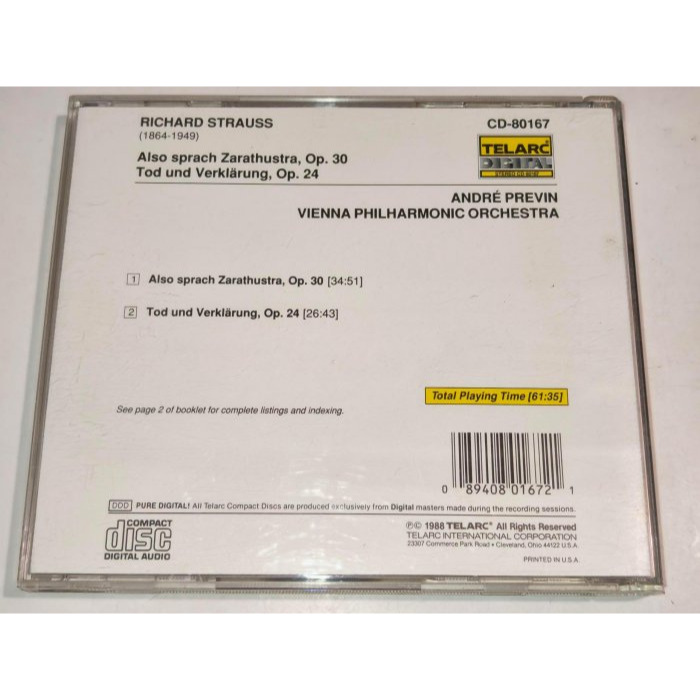 RICHARD STRAUSS
(1864-1949)
Also sprach Zarathustra, Op. 30
Tod und Verklärung, Op. 24
CD-80167
TELARC
DIGITAL
STEREO CD-80167
ANDRÉ PREVIN
VIENNA PHILHARMONIC ORCHESTRA
1 Also sprach Zarathustra, Op. 30 [34:51]
2 Tod und Verklärung, Op. 24 [26:43]
Total Playing Time [61:35]
See page 2 of booklet for complete listings and indexing.
0 89408 01672 1
DDD PURE DIGITAL! All Telarc Compact Discs are produced exclusively from Digital masters made during the recording sessions.
COMPACT
disc
DIGITAL AUDIO
℗© 1988 TELARC® All Rights Reserved
TELARC INTERNATIONAL CORPORATION
23307 Commerce Park Road • Cleveland, Ohio 44122 U.S.A.
PRINTED IN U.S.A.